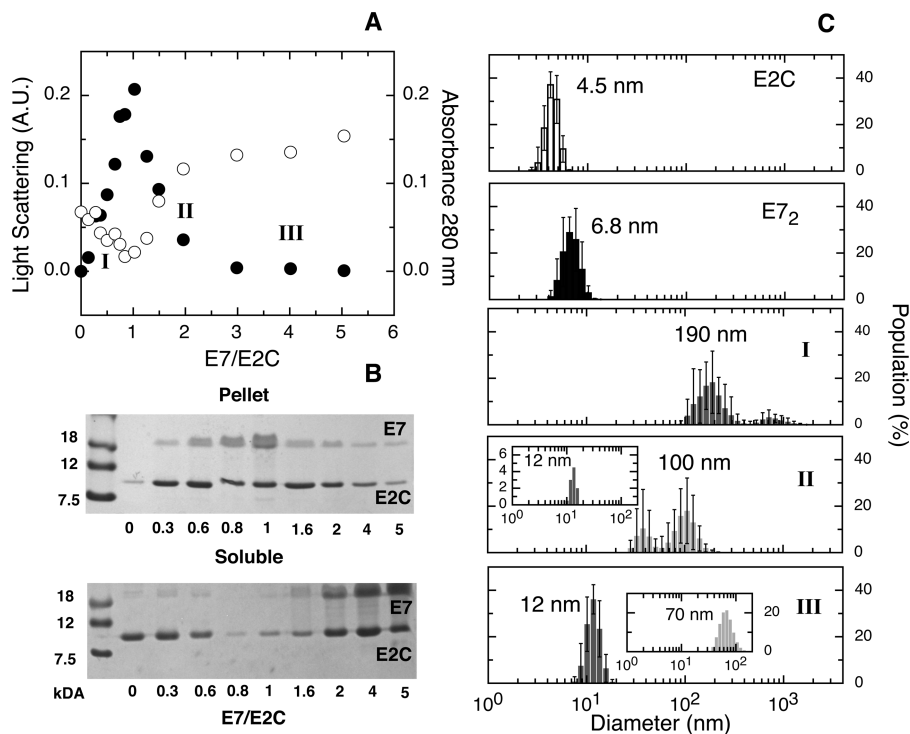 A
Light Scattering (A.U.)
Absorbance 280 nm
0.2
0.1
0.0
0.2
0.1
0.0
I
II
III
0 1 2 3 4 5 6
E7/E2C
B
Pellet
18
12
7.5
E7
E2C
0 0.3 0.6 0.8 1 1.6 2 4 5
Soluble
18
12
7.5
E7
E2C
kDA 0 0.3 0.6 0.8 1 1.6 2 4 5
E7/E2C
C
4.5 nm
E2C
40
20
0
6.8 nm
E7₂
40
20
0
190 nm
I
40
20
0
12 nm
6
4
2
0
10⁰ 10¹ 10²
100 nm
II
40
20
0
12 nm
70 nm
20
0
10⁰ 10¹ 10²
III
40
20
0
10⁰ 10¹ 10² 10³
Diameter (nm)
Population (%)